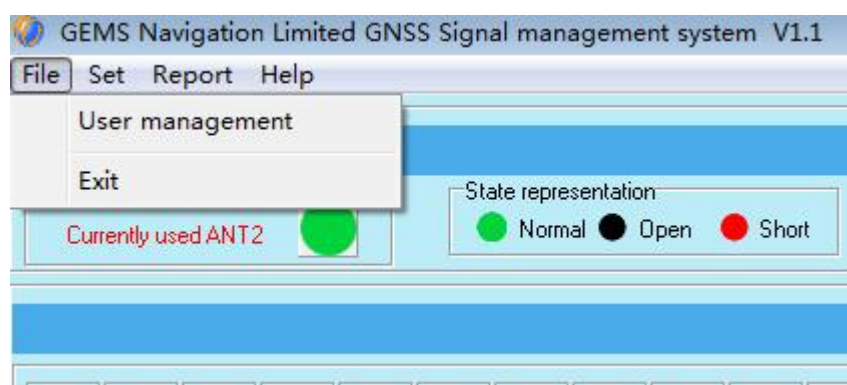 GEMS Navigation Limited GNSS Signal management system V1.1
File Set Report Help
User management
Exit
State representation
Currently used ANT2
Normal Open Short